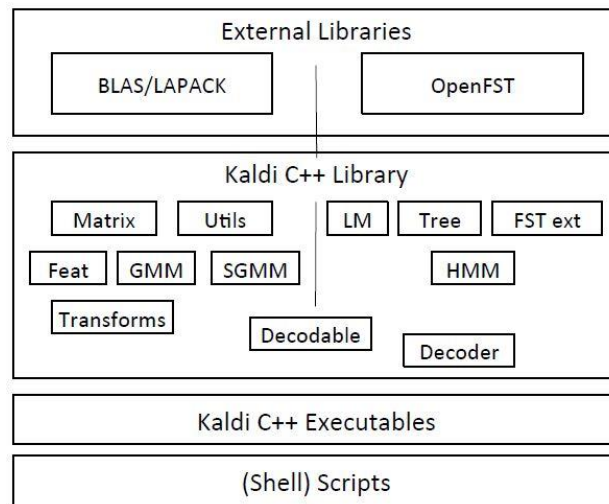 External Libraries
BLAS/LAPACK
OpenFST
Kaldi C++ Library
Matrix
Utils
LM
Tree
FST ext
Feat
GMM
SGMM
HMM
Transforms
Decodable
Decoder
Kaldi C++ Executables
(Shell) Scripts